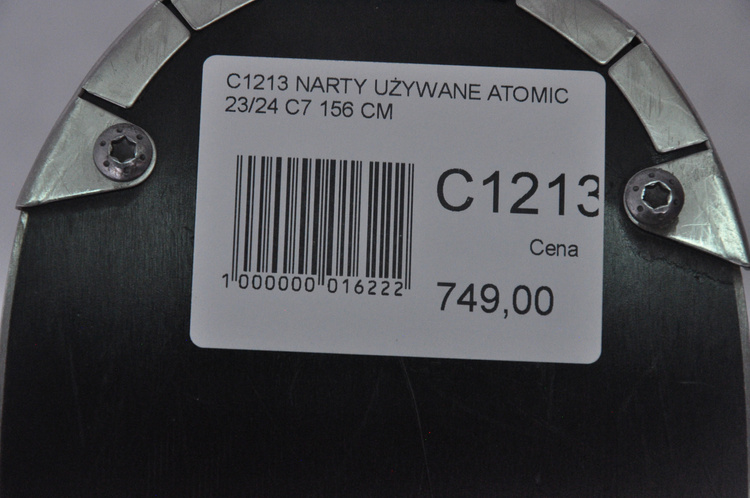 C1213 NARTY UŻYWANE ATOMIC
23/24 C7 156 CM
C1213
Cena
749,00
1 000000 016222